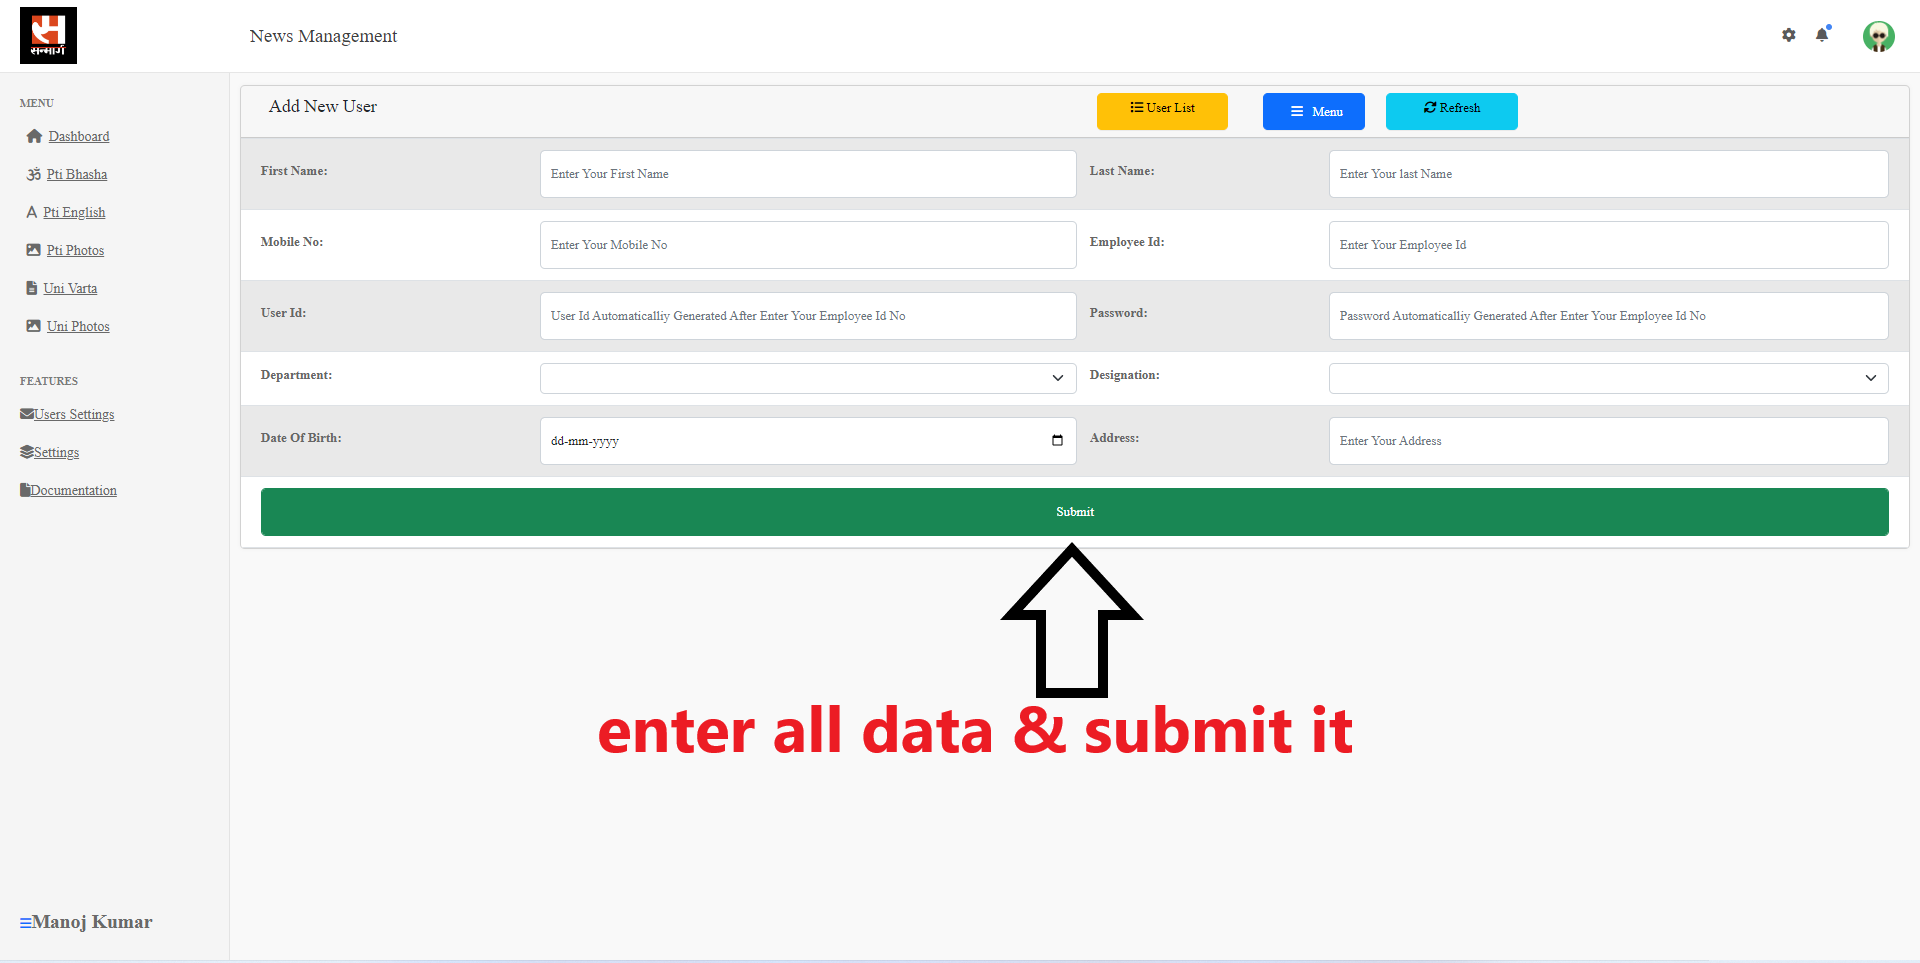 सन्मार्ग
News Management
MENU
Dashboard
Pti Bhasha
Pti English
Pti Photos
Uni Varta
Uni Photos
FEATURES
Users Settings
Settings
Documentation
Manoj Kumar
Add New User
User List
Menu
Refresh
First Name:
Enter Your First Name
Last Name:
Enter Your last Name
Mobile No:
Enter Your Mobile No
Employee Id:
Enter Your Employee Id
User Id:
User Id Automaticalliy Generated After Enter Your Employee Id No
Password:
Password Automaticalliy Generated After Enter Your Employee Id No
Department:
Designation:
Date Of Birth:
dd-mm-yyyy
Address:
Enter Your Address
Submit
enter all data & submit it